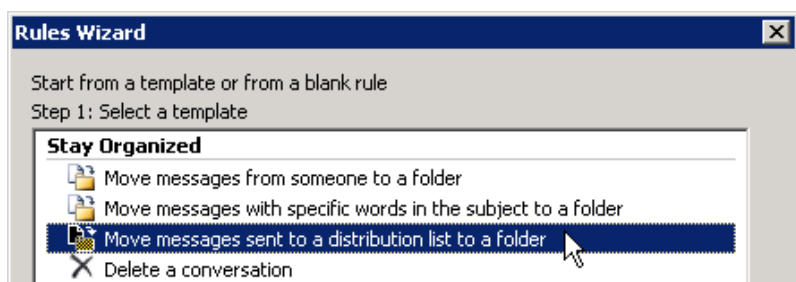 Rules Wizard
Start from a template or from a blank rule
Step 1: Select a template
Stay Organized
Move messages from someone to a folder
Move messages with specific words in the subject to a folder
Move messages sent to a distribution list to a folder
Delete a conversation